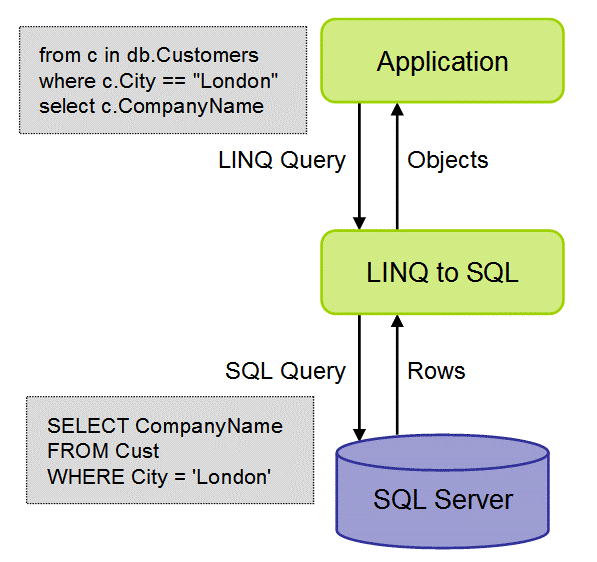 from c in db.Customers
where c.City == "London"
select c.CompanyName
Application
LINQ Query
Objects
LINQ to SQL
SQL Query
Rows
SELECT CompanyName
FROM Cust
WHERE City = 'London'
SQL Server